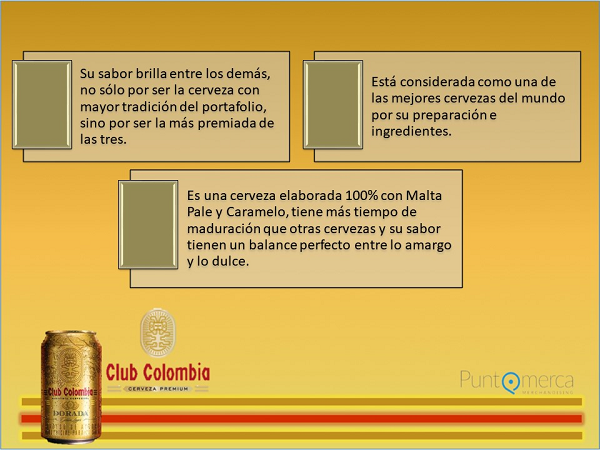 Su sabor brilla entre los demás,
no sólo por ser la cerveza con
mayor tradición del portafolio,
sino por ser la más premiada de
las tres.
Está considerada como una de
las mejores cervezas del mundo
por su preparación e
ingredientes.
Es una cerveza elaborada 100% con Malta
Pale y Caramelo, tiene más tiempo de
maduración que otras cervezas y su sabor
tienen un balance perfecto entre lo amargo
y lo dulce.
Club Colombia
CERVEZA PREMIUM
Club Colombia
DORADA
Punt merca
MERCHANDISING